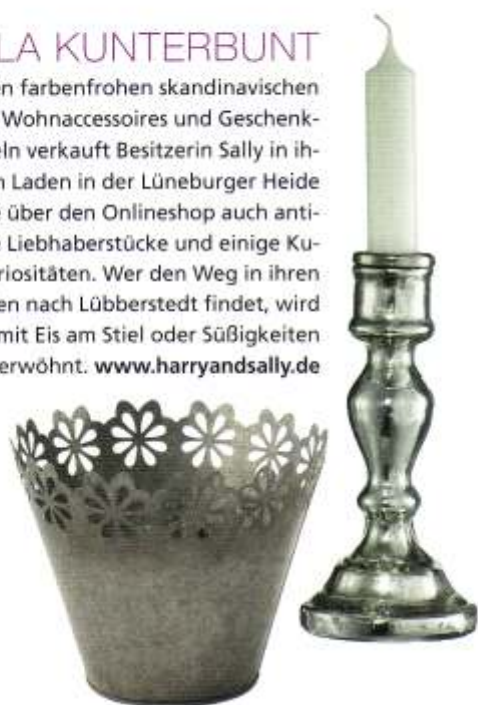 LA KUNTERBUNT
n farbenfrohen skandinavischen
Wohnaccessoires und Geschenk-
eln verkauft Besitzerin Sally in ih-
n Laden in der Lüneburger Heide
e über den Onlineshop auch anti-
e Liebhaberstücke und einige Ku-
riositäten. Wer den Weg in ihren
en nach Lübberstedt findet, wird
mit Eis am Stiel oder Süßigkeiten
erwöhnt. www.harryandsally.de